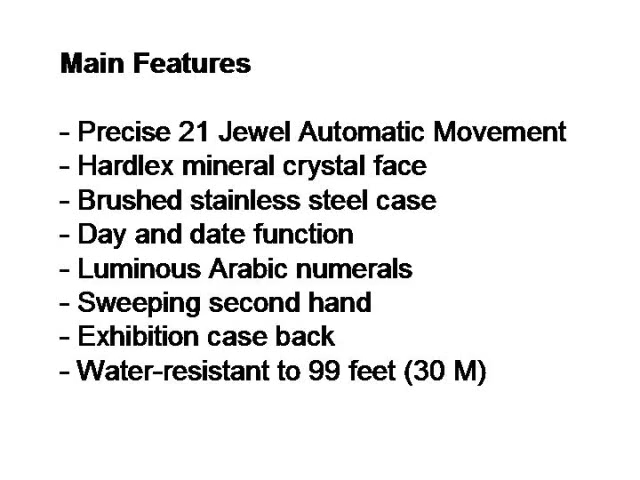 Main Features
- Precise 21 Jewel Automatic Movement
- Hardlex mineral crystal face
- Brushed stainless steel case
- Day and date function
- Luminous Arabic numerals
- Sweeping second hand
- Exhibition case back
- Water-resistant to 99 feet (30 M)